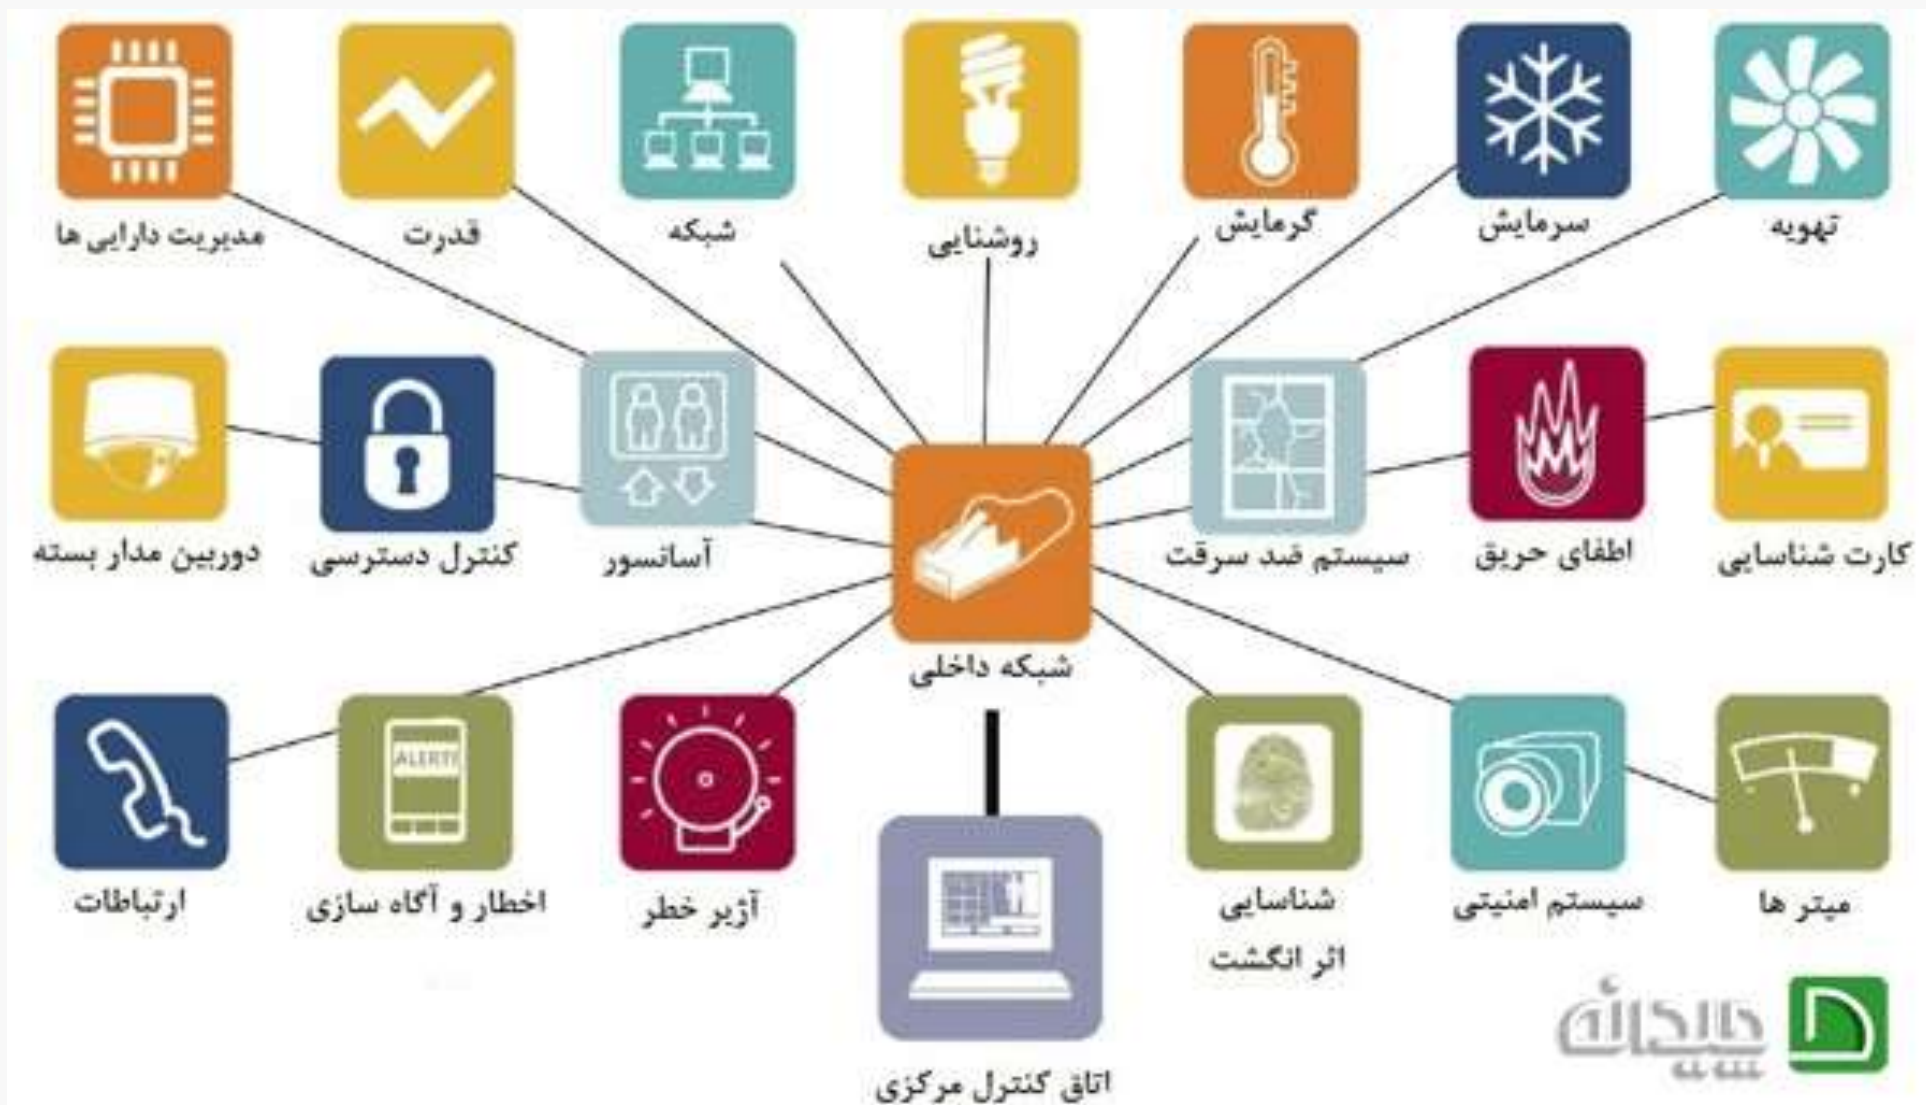 مدیریت دارایی ها
قدرت
شبکه
روشنایی
گرمایش
سرمایش
تهویه
دوربین مدار بسته
کنترل دسترسی
آسانسور
سیستم ضد سرقت
اطفای حریق
کارت شناسایی
شبکه داخلی
ALERT!
ارتباطات
اخطار و آگاه سازی
آژیر خطر
شناسایی
اثر انگشت
سیستم امنیتی
میتر ها
اتاق کنترل مرکزی
چیدانه